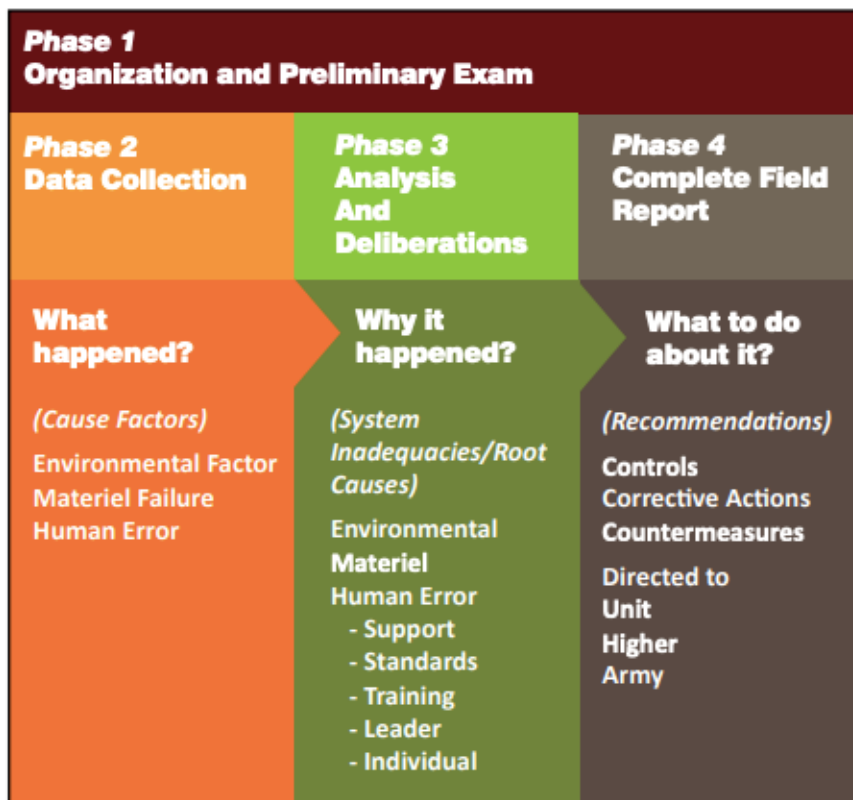 Phase 1
Organization and Preliminary Exam
Phase 2
Data Collection
Phase 3
Analysis
And
Deliberations
Phase 4
Complete Field
Report
What
happened?
(Cause Factors)
Environmental Factor
Materiel Failure
Human Error
Why it
happened?
(System
Inadequacies/Root
Causes)
Environmental
Materiel
Human Error
- Support
- Standards
- Training
- Leader
- Individual
What to do
about it?
(Recommendations)
Controls
Corrective Actions
Countermeasures
Directed to
Unit
Higher
Army